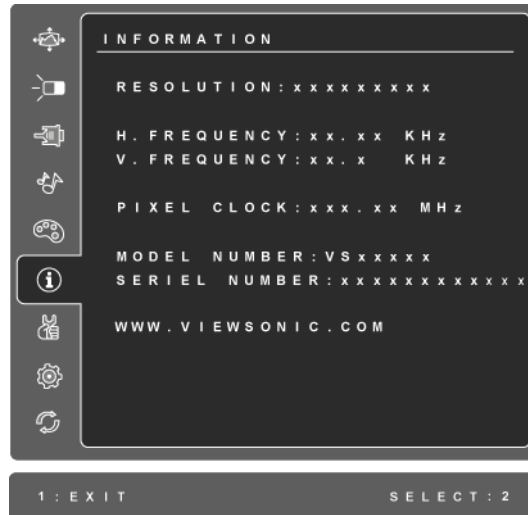 INFORMATION
RESOLUTION:xxxxxxxxx
H. FREQUENCY:xx.xx KHz
V. FREQUENCY:xx.x KHz
PIXEL CLOCK:xxx.xx MHz
MODEL NUMBER:VSxxxxx
SERIEL NUMBER:xxxxxxxxxxxx
WWW.VIEWSONIC.COM
1:EXIT SELECT:2